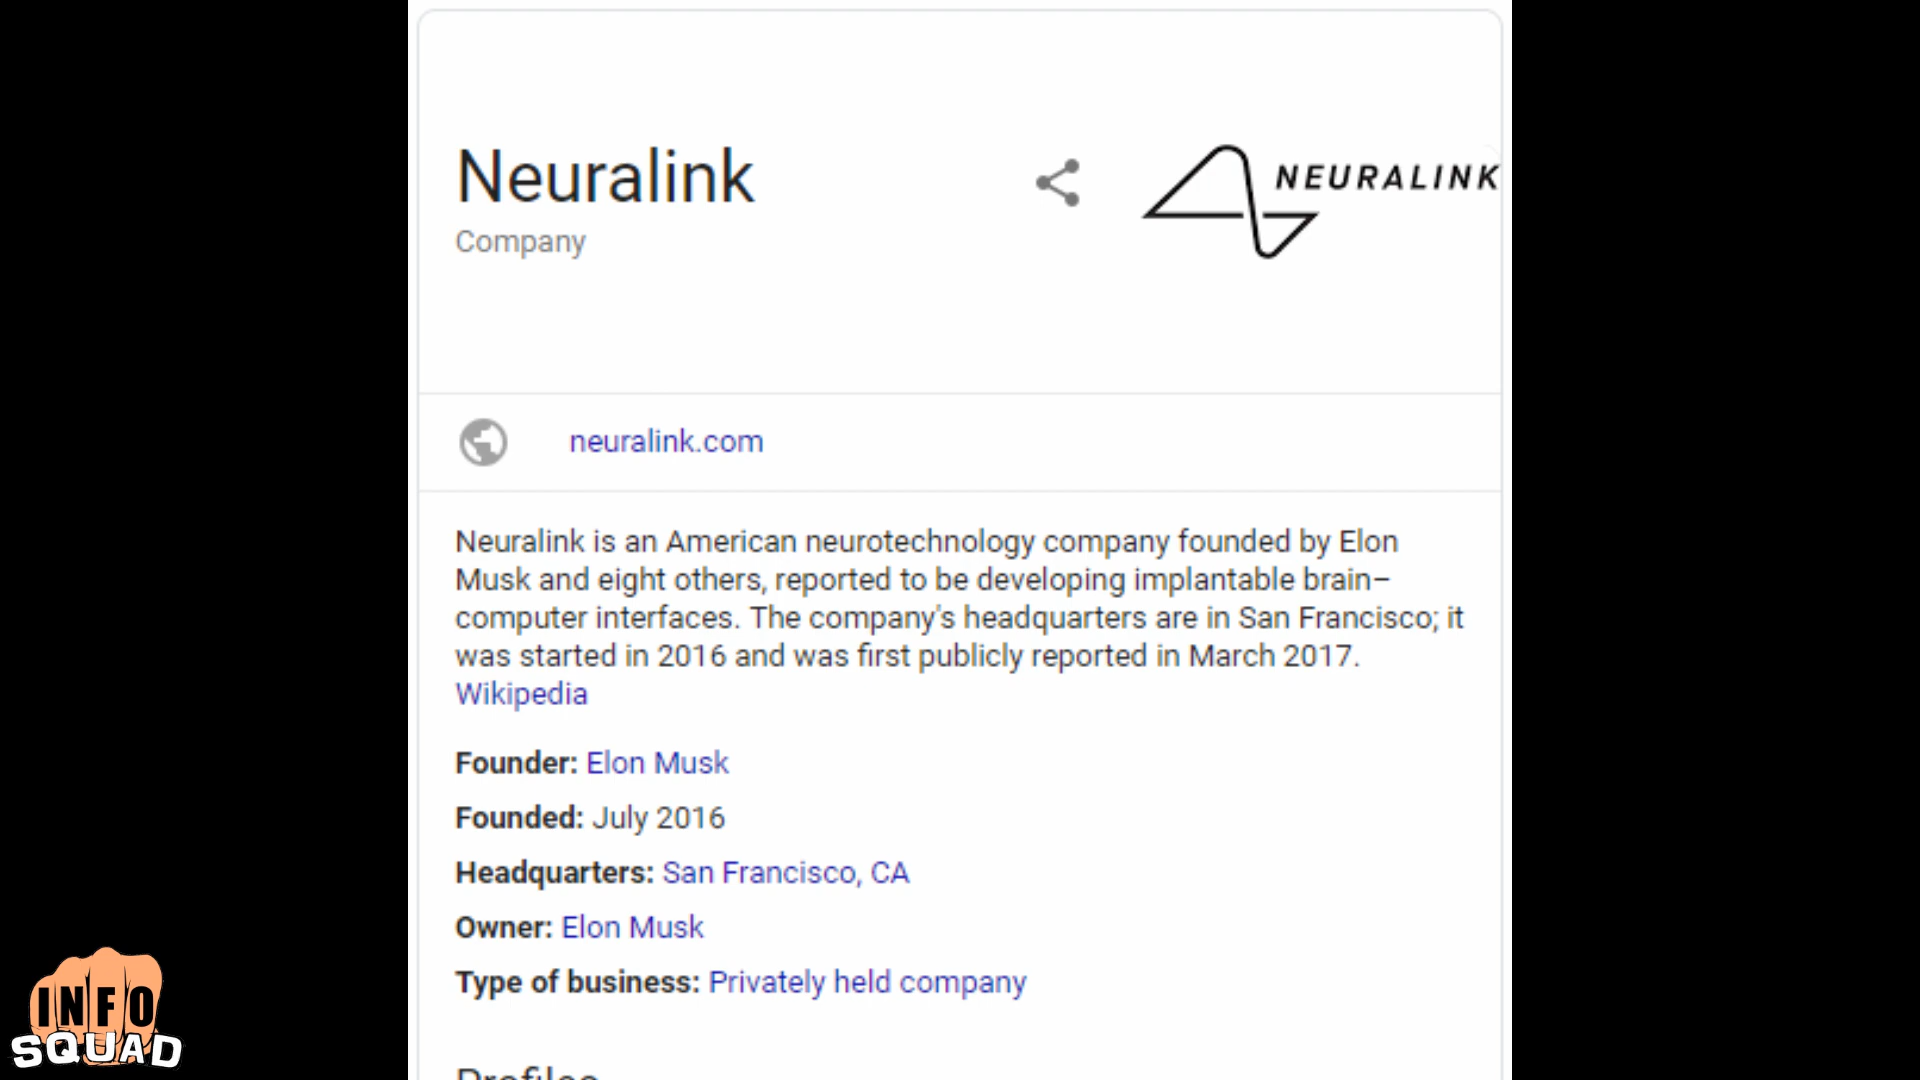 Neuralink
Company
NEURALINK
neuralink.com
Neuralink is an American neurotechnology company founded by Elon
Musk and eight others, reported to be developing implantable brain–
computer interfaces. The company's headquarters are in San Francisco; it
was started in 2016 and was first publicly reported in March 2017.
Wikipedia
Founder: Elon Musk
Founded: July 2016
Headquarters: San Francisco, CA
Owner: Elon Musk
Type of business: Privately held company
Profiles
INFO
SQUAD